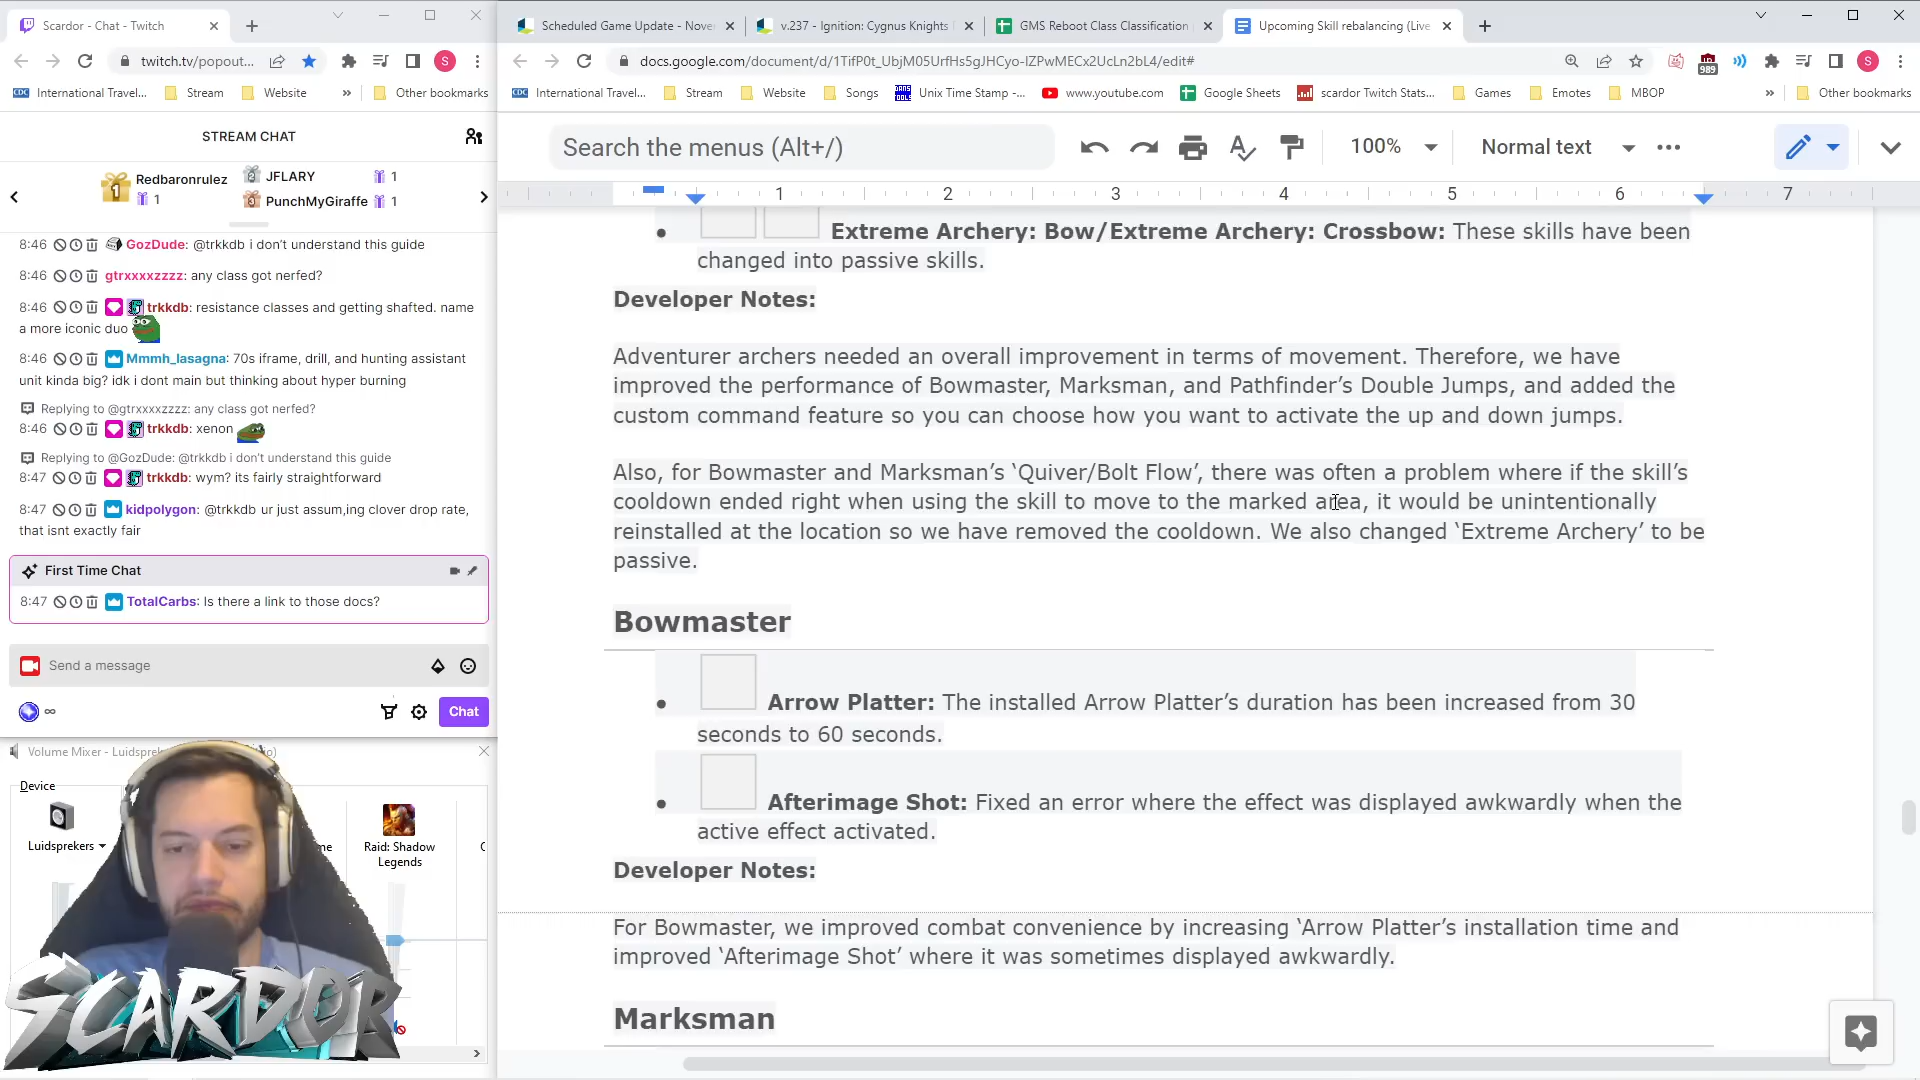 Scardor - Chat - Twitch
twitch.tv/popout...
International Travel...
Stream
Website
Other bookmarks
STREAM CHAT
Redbaronrulez
1
JFLARY 1
PunchMyGiraffe 1
8:46 GozDude: @trkkdb i don't understand this guide
8:46 gtrxxxxzzzz: any class got nerfed?
8:46 trkkdb: resistance classes and getting shafted. name
a more iconic duo
8:46 Mmmh_lasagna: 70s iframe, drill, and hunting assistant
unit kinda big? idk i dont main but thinking about hyper burning
Replying to @gtrxxxxzzzz: any class got nerfed?
8:46 trkkdb: xenon
Replying to @GozDude: @trkkdb i don't understand this guide
8:47 trkkdb: wym? its fairly straightforward
8:47 kidpolygon: @trkkdb ur just assum,ing clover drop rate,
that isnt exactly fair
First Time Chat
8:47 TotalCarbs: Is there a link to those docs?
Send a message
∞
Chat
Volume Mixer - Luidsprek
Device
Luidsprekers
Raid: Shadow
Legends
SCARDOR
Scheduled Game Update - Nove
v.237 - Ignition: Cygnus Knights
GMS Reboot Class Classification
Upcoming Skill rebalancing (Live
docs.google.com/document/d/1TifP0t_UbjM05UrfHs5gJHCyo-IZPwMECx2UcLn2bL4/edit#
989
International Travel...
Stream
Website
Songs
Unix Time Stamp -...
www.youtube.com
Google Sheets
scardor Twitch Stats...
Games
Emotes
MBOP
Other bookmarks
Search the menus (Alt+/)
100%
Normal text
1 2 3 4 5 6 7
Extreme Archery: Bow/Extreme Archery: Crossbow: These skills have been
changed into passive skills.
Developer Notes:
Adventurer archers needed an overall improvement in terms of movement. Therefore, we have
improved the performance of Bowmaster, Marksman, and Pathfinder's Double Jumps, and added the
custom command feature so you can choose how you want to activate the up and down jumps.
Also, for Bowmaster and Marksman's 'Quiver/Bolt Flow', there was often a problem where if the skill's
cooldown ended right when using the skill to move to the marked area, it would be unintentionally
reinstalled at the location so we have removed the cooldown. We also changed 'Extreme Archery' to be
passive.
Bowmaster
Arrow Platter: The installed Arrow Platter's duration has been increased from 30
seconds to 60 seconds.
Afterimage Shot: Fixed an error where the effect was displayed awkwardly when the
active effect activated.
Developer Notes:
For Bowmaster, we improved combat convenience by increasing 'Arrow Platter's installation time and
improved 'Afterimage Shot' where it was sometimes displayed awkwardly.
Marksman